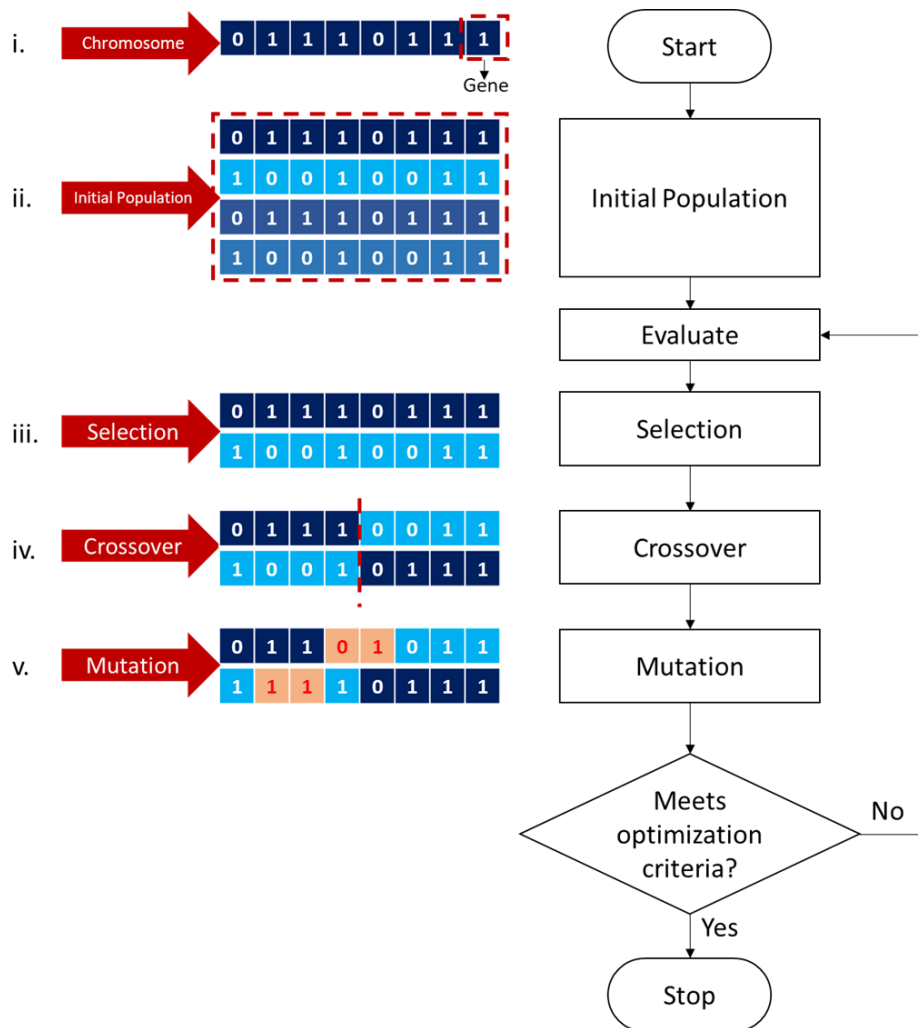 i. Chromosome 0 1 1 1 0 1 1 1
Gene
ii. Initial Population
0 1 1 1 0 1 1 1
1 0 0 1 0 0 1 1
0 1 1 1 0 1 1 1
1 0 0 1 0 0 1 1
iii. Selection
0 1 1 1 0 1 1 1
1 0 0 1 0 0 1 1
iv. Crossover
0 1 1 1 0 0 1 1
1 0 0 1 0 1 1 1
v. Mutation
0 1 1 0 1 0 1 1
1 1 1 1 0 1 1 1
Start
Initial Population
Evaluate
Selection
Crossover
Mutation
Meets
optimization
criteria?
No
Yes
Stop